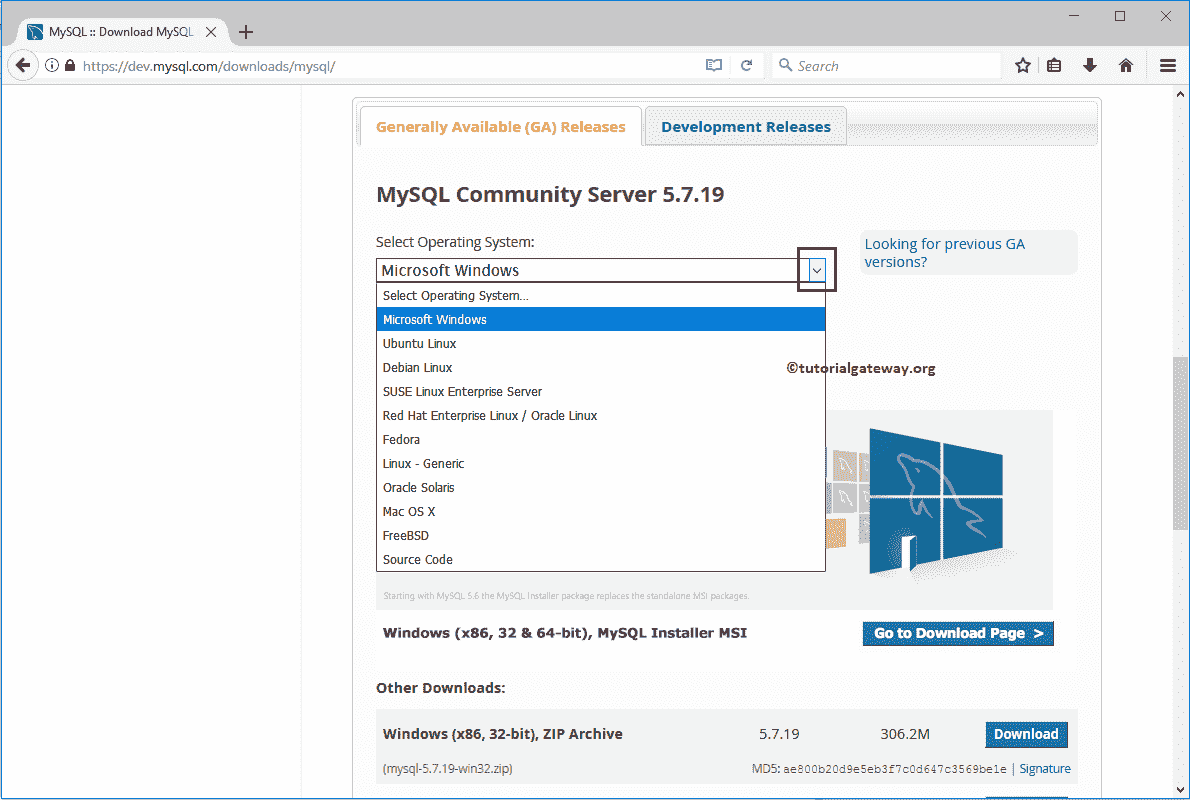 MySQL :: Download MySQL
https://dev.mysql.com/downloads/mysql/
Search
Generally Available (GA) Releases
Development Releases
MySQL Community Server 5.7.19
Select Operating System:
Looking for previous GA
versions?
Microsoft Windows
Select Operating System...
Microsoft Windows
Ubuntu Linux
Debian Linux
©tutorialgateway.org
SUSE Linux Enterprise Server
Red Hat Enterprise Linux / Oracle Linux
Fedora
Linux - Generic
Oracle Solaris
Mac OS X
FreeBSD
Source Code
Starting with MySQL 5.6 the MySQL Installer package replaces the standalone MSI packages.
Windows (x86, 32 & 64-bit), MySQL Installer MSI
Go to Download Page >
Other Downloads:
Windows (x86, 32-bit), ZIP Archive
5.7.19
306.2M
Download
(mysql-5.7.19-win32.zip)
MD5: ae800b20d9e5eb3f7c0d647c3569be1e | Signature